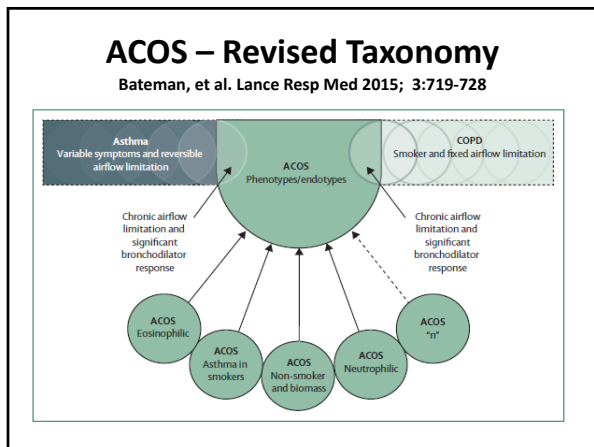 ACOS – Revised Taxonomy
Bateman, et al. Lance Resp Med 2015; 3:719-728
Asthma
Variable symptoms and reversible
airflow limitation
ACOS
Phenotypes/endotypes
COPD
Smoker and fixed airflow limitation
Chronic airflow
limitation and
significant
bronchodilator
response
Chronic airflow
limitation and
significant
bronchodilator
response
ACOS
Eosinophilic
ACOS
Asthma in
smokers
ACOS
Non-smoker
and biomass
ACOS
Neutrophilic
ACOS
"n"